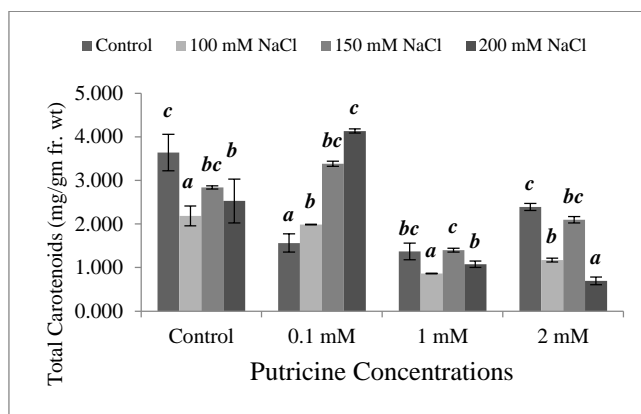 Control 100 mM NaCl 150 mM NaCl 200 mM NaCl
Total Carotenoids (mg/gm fr. wt)
5.000
4.000
3.000
2.000
1.000
0.000
c a bc b
a b bc c
bc a c b
c b bc a
Control 0.1 mM 1 mM 2 mM
Putricine Concentrations